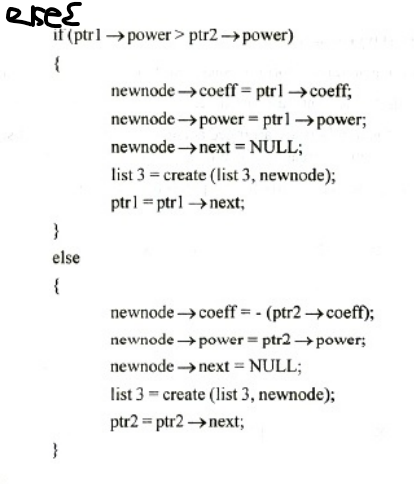 if (ptr1 → power > ptr2 → power)
{
newnode → coeff = ptr1 → coeff;
newnode → power = ptr1 → power;
newnode → next = NULL;
list 3 = create (list 3, newnode);
ptr1 = ptr1 → next;
}
else
{
newnode → coeff = - (ptr2 → coeff);
newnode → power = ptr2 → power;
newnode → next = NULL;
list 3 = create (list 3, newnode);
ptr2 = ptr2 → next;
}